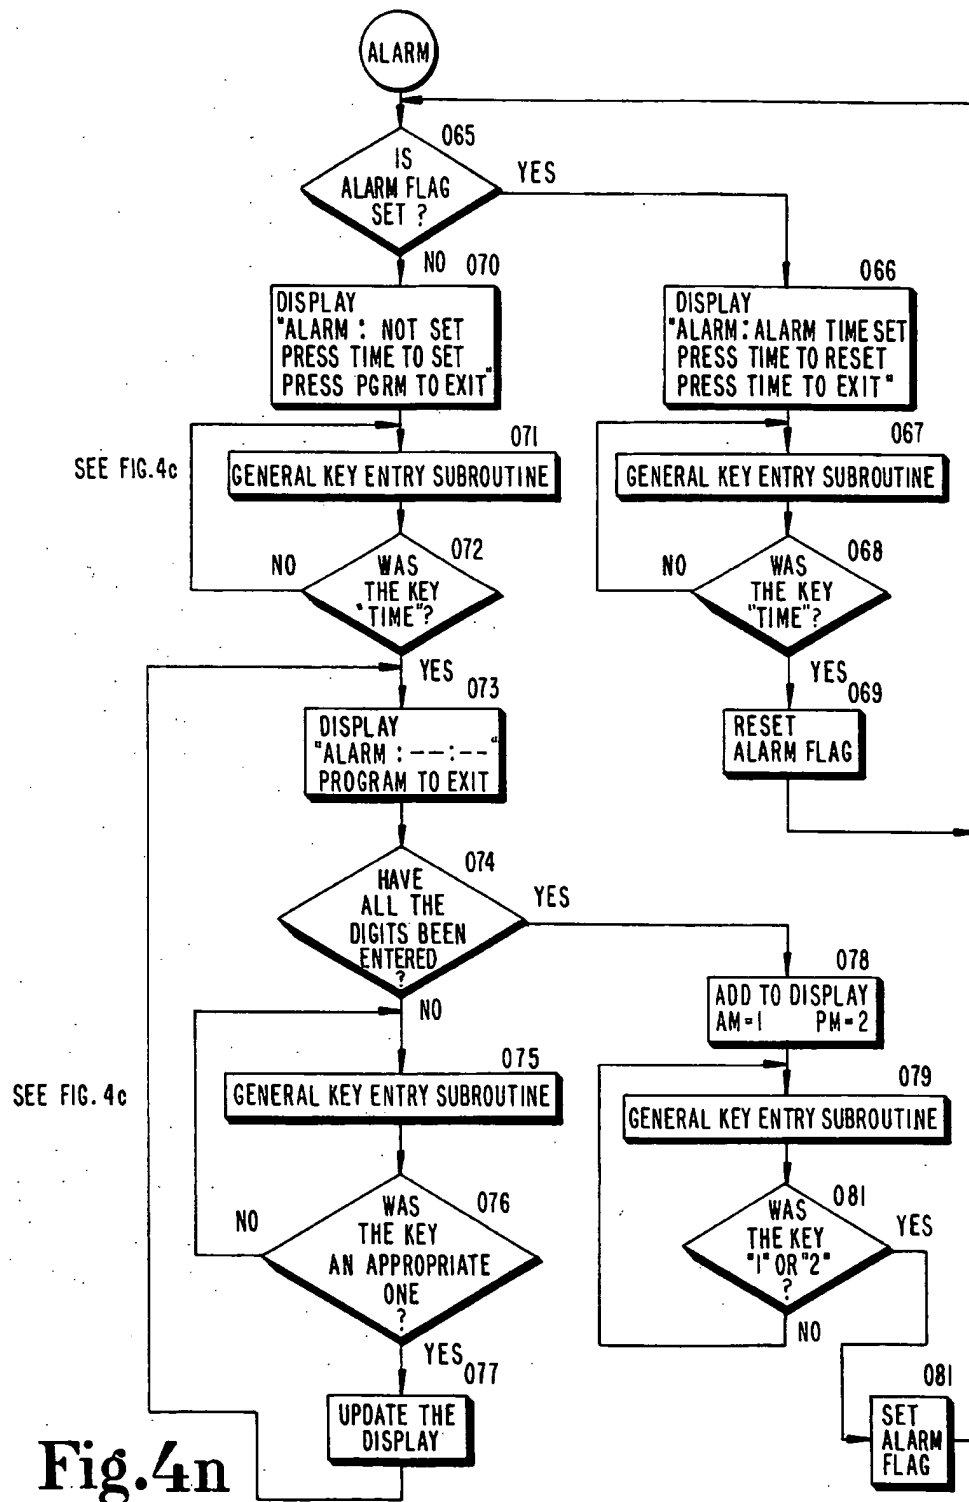 ALARM
065
IS
ALARM FLAG
SET ?
YES
NO
070
DISPLAY
"ALARM : NOT SET
PRESS TIME TO SET
PRESS PGRM TO EXIT"
066
DISPLAY
"ALARM: ALARM TIME SET
PRESS TIME TO RESET
PRESS TIME TO EXIT"
SEE FIG.4c
071
GENERAL KEY ENTRY SUBROUTINE
067
GENERAL KEY ENTRY SUBROUTINE
072
NO
WAS
THE KEY
"TIME"?
YES
068
NO
WAS
THE KEY
"TIME"?
YES
073
DISPLAY
"ALARM : --:--"
PROGRAM TO EXIT
069
RESET
ALARM FLAG
074
HAVE
ALL THE
DIGITS BEEN
ENTERED
?
YES
NO
078
ADD TO DISPLAY
AM=1 PM=2
SEE FIG. 4c
075
GENERAL KEY ENTRY SUBROUTINE
079
GENERAL KEY ENTRY SUBROUTINE
076
NO
WAS
THE KEY
AN APPROPRIATE
ONE
?
YES
081
WAS
THE KEY
"1" OR "2"
?
YES
NO
077
UPDATE THE
DISPLAY
081
SET
ALARM
FLAG
Fig.4n